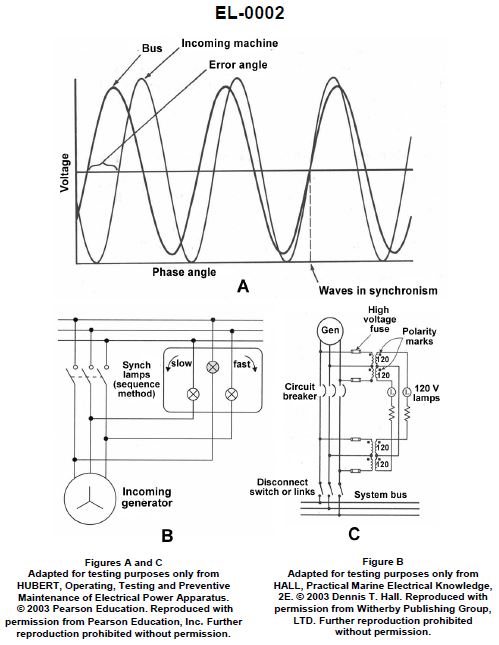 EL-0002
Bus
Incoming machine
Error angle
Voltage
Phase angle
A
Waves in synchronism
Synch
lamps
(sequence
method)
slow
fast
Incoming
generator
B
High
voltage
fuse
Polarity
marks
Gen
120
120
Circuit
breaker
L
L
120 V
lamps
120
120
Disconnect
switch or links
System bus
C
Figures A and C
Adapted for testing purposes only from
HUBERT, Operating, Testing and Preventive
Maintenance of Electrical Power Apparatus.
© 2003 Pearson Education. Reproduced with
permission from Pearson Education, Inc. Further
reproduction prohibited without permission.
Figure B
Adapted for testing purposes only from
HALL, Practical Marine Electrical Knowledge,
2E. © 2003 Dennis T. Hall. Reproduced with
permission from Witherby Publishing Group,
LTD. Further reproduction prohibited
without permission.